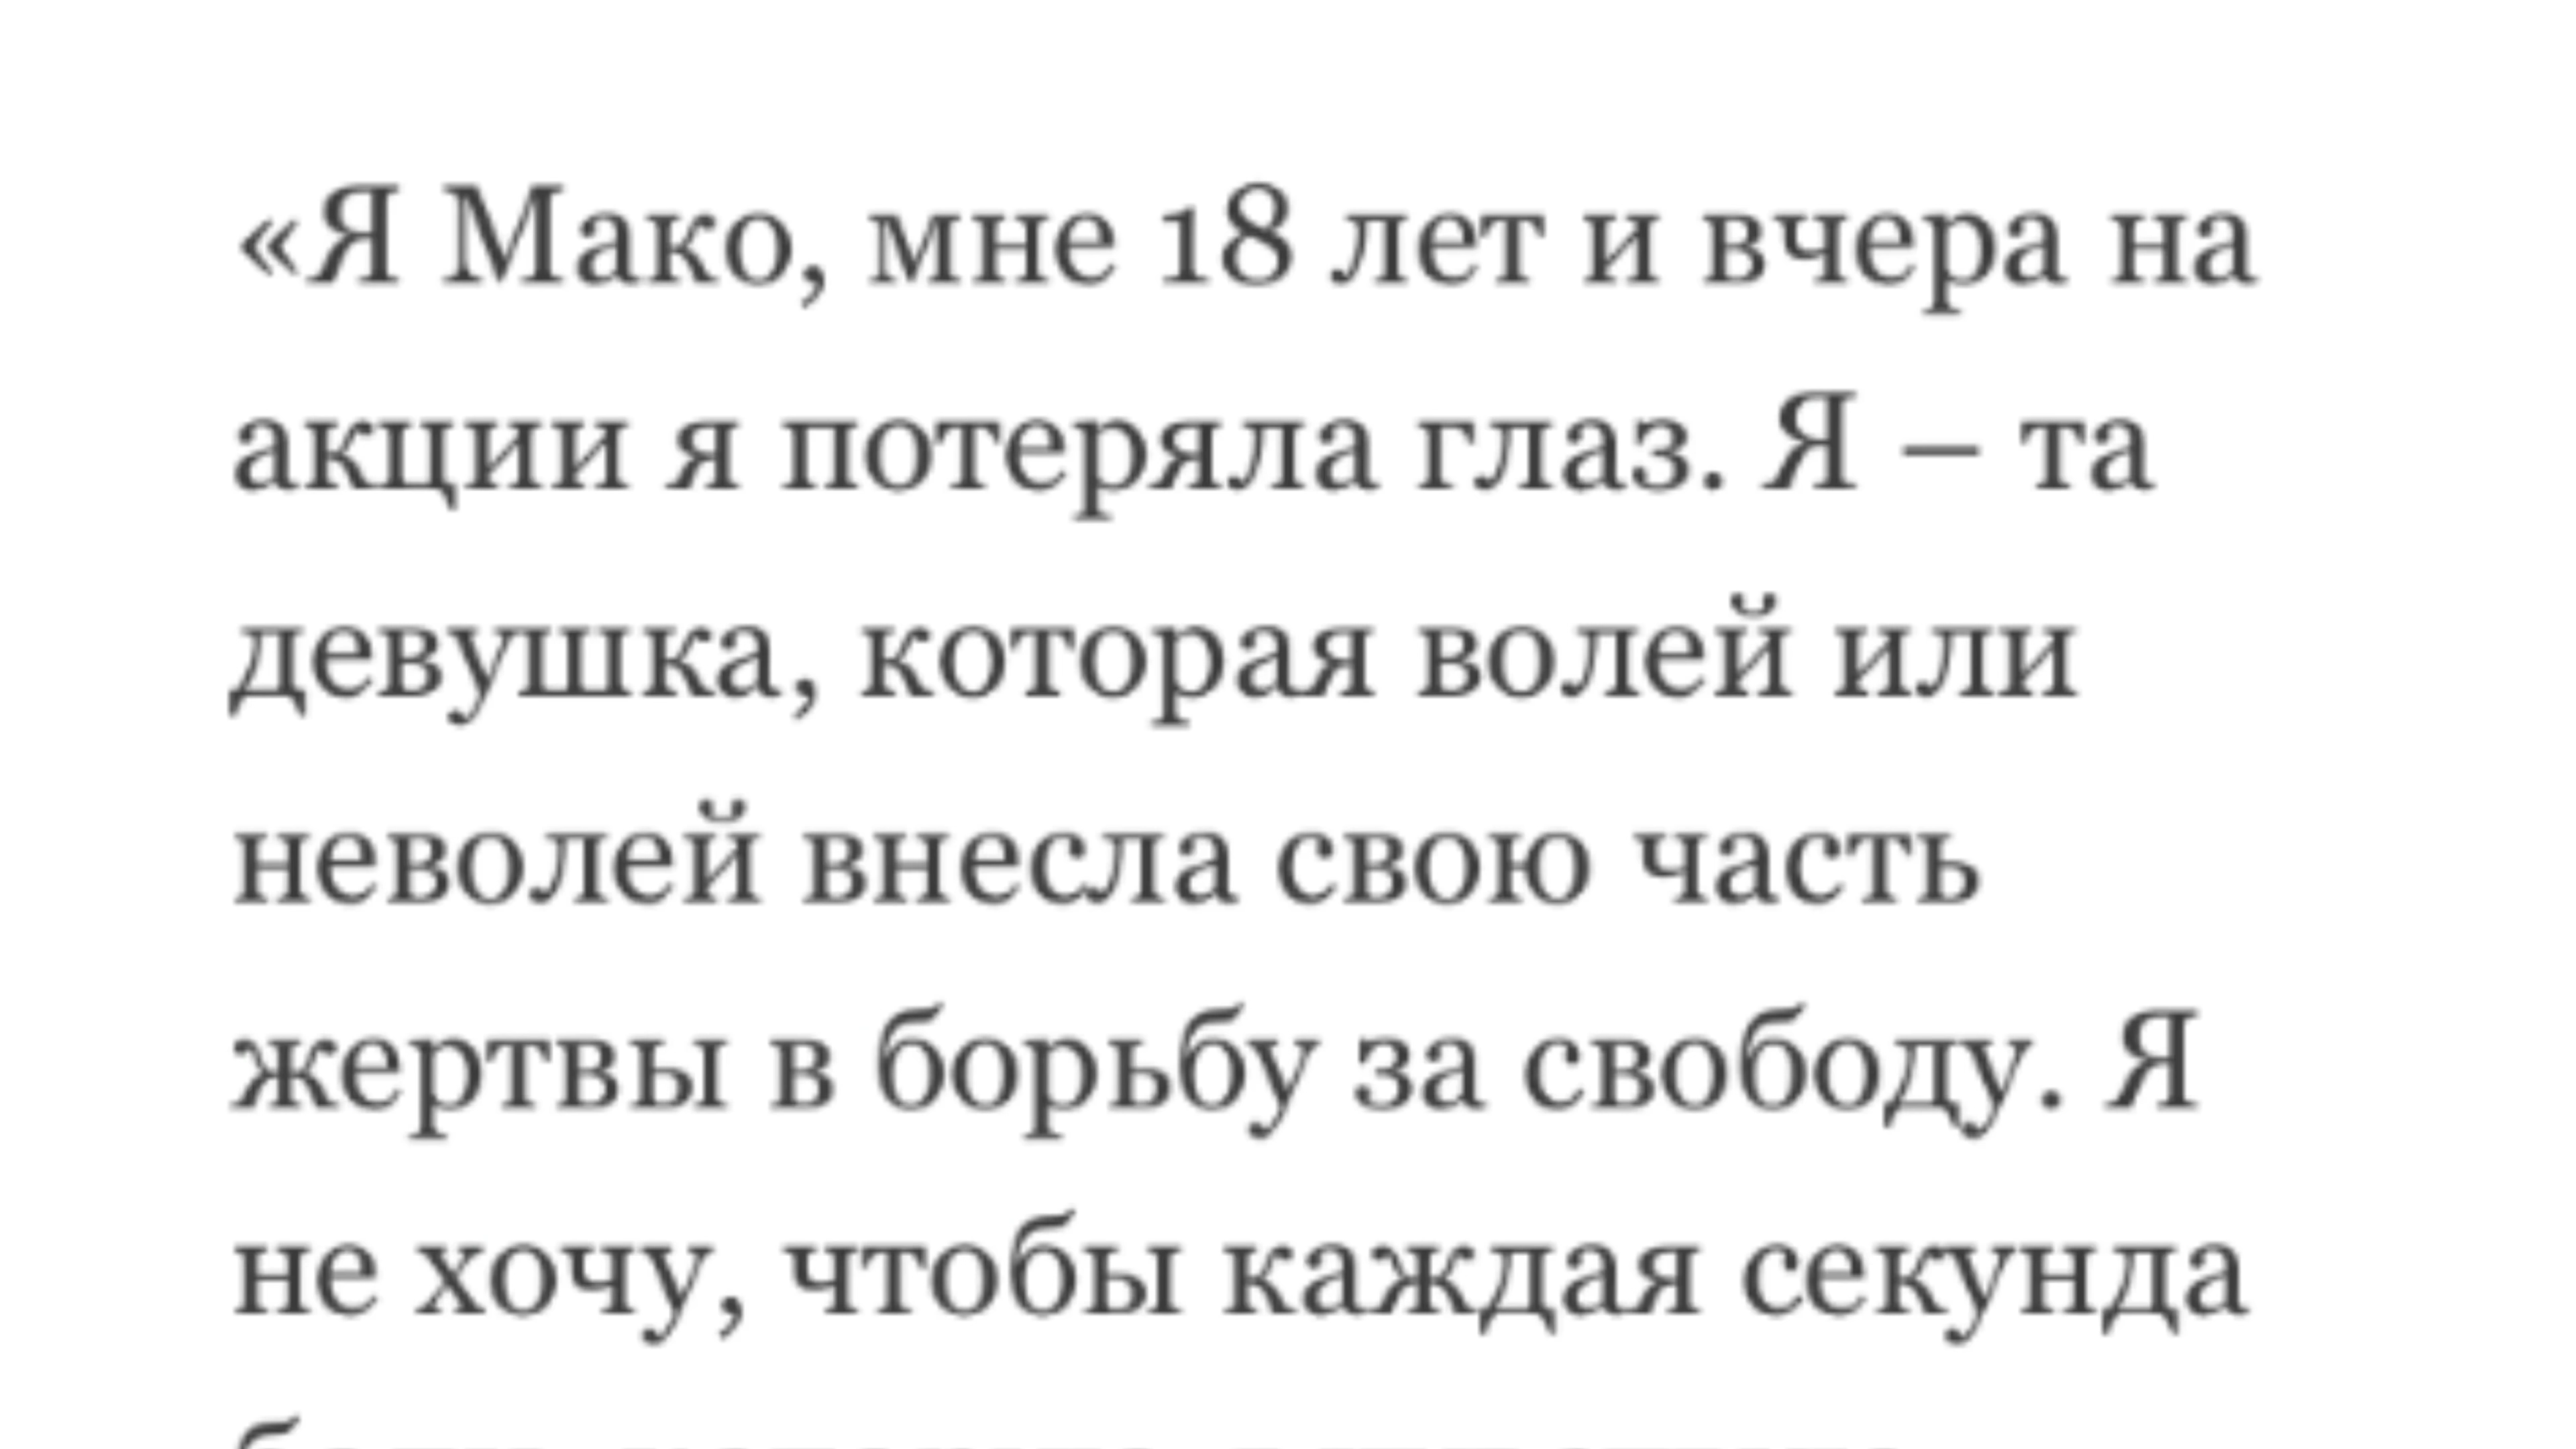 «Я Мако, мне 18 лет и вчера на
акции я потеряла глаз. Я – та
девушка, которая волей или
неволей внесла свою часть
жертвы в борьбу за свободу. Я
не хочу, чтобы каждая секунда